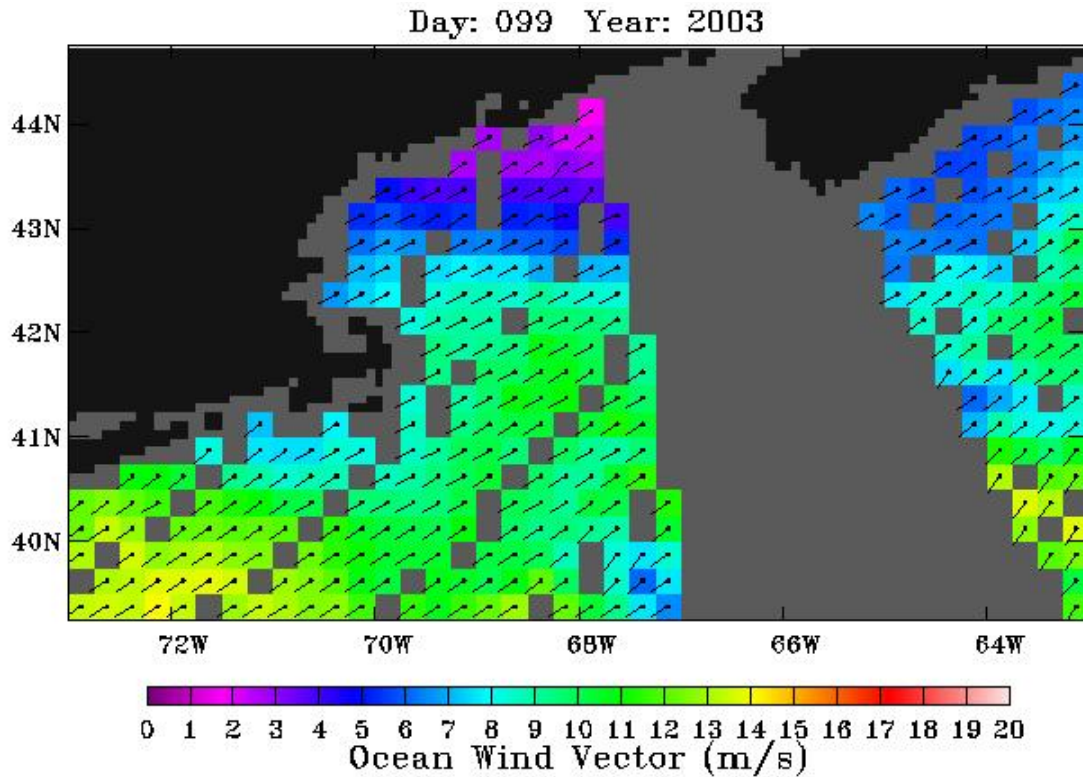 Day: 099 Year: 2003
44N
43N
42N
41N
40N
72W 70W 68W 66W 64W
0 1 2 3 4 5 6 7 8 09 10 11 12 13 14 15 16 17 18 19 20
Ocean Wind Vector (m/s)